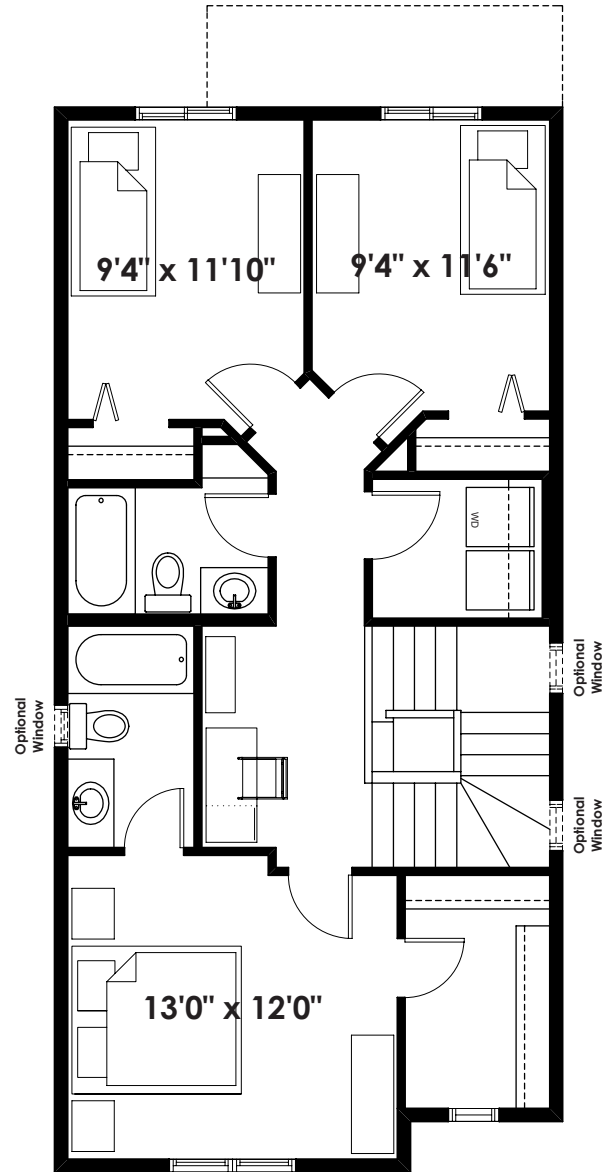 9'4" x 11'10"
9'4" x 11'6"
WD
Optional
Window
Optional
Window
Optional
Window
13'0" x 12'0"